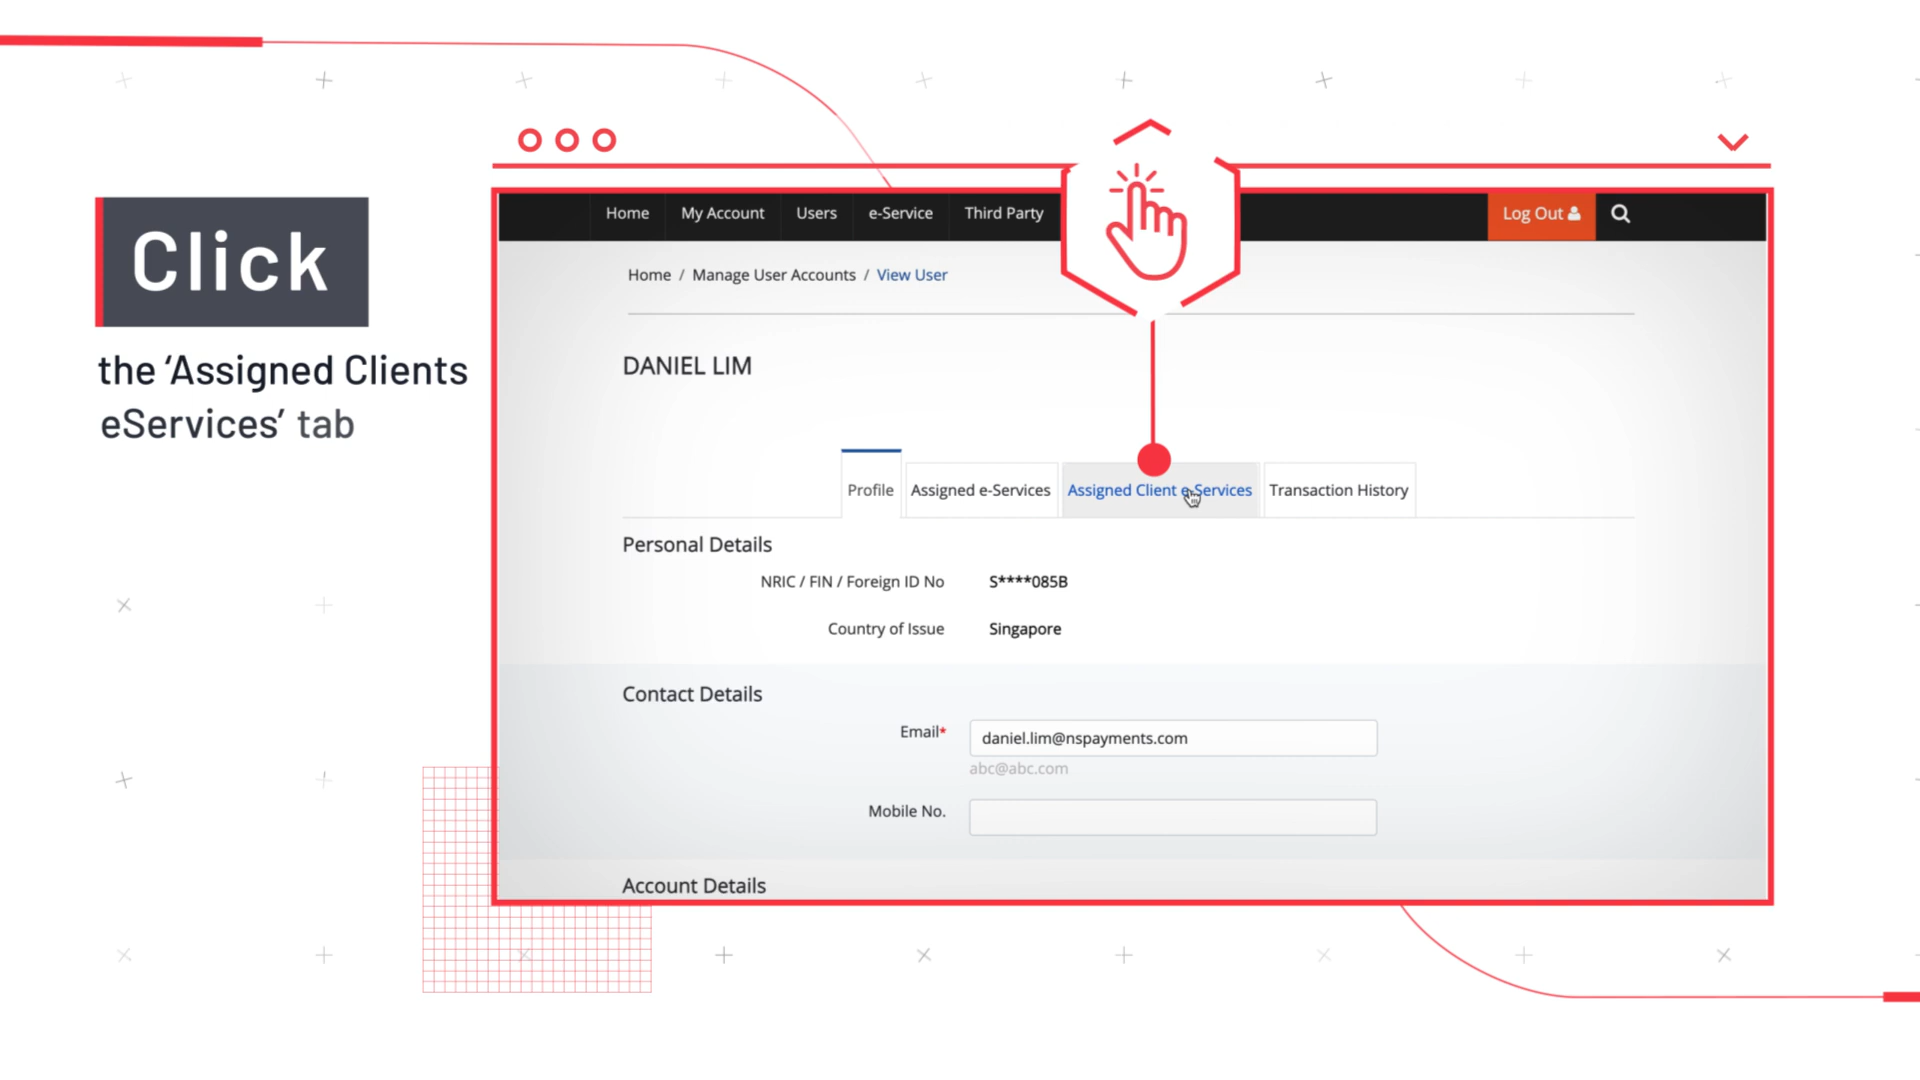 Click
the ‘Assigned Clients
eServices’ tab
Home My Account Users e-Service Third Party Log Out
Home / Manage User Accounts / View User
DANIEL LIM
Profile Assigned e-Services Assigned Client e-Services Transaction History
Personal Details
NRIC / FIN / Foreign ID No S****085B
Country of Issue Singapore
Contact Details
Email* daniel.lim@nspayments.com
abc@abc.com
Mobile No.
Account Details